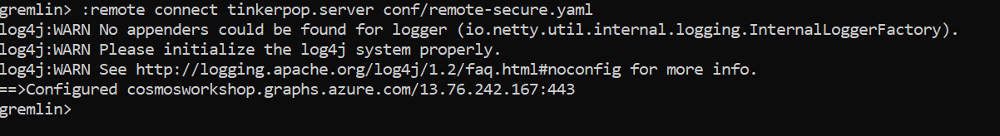 gremlin> :remote connect tinkerpop.server conf/remote-secure.yaml
log4j:WARN No appenders could be found for logger (io.netty.util.internal.logging.InternalLoggerFactory).
log4j:WARN Please initialize the log4j system properly.
log4j:WARN See http://logging.apache.org/log4j/1.2/faq.html#noconfig for more info.
==>Configured cosmosworkshop.graphs.azure.com/13.76.242.167:443
gremlin>